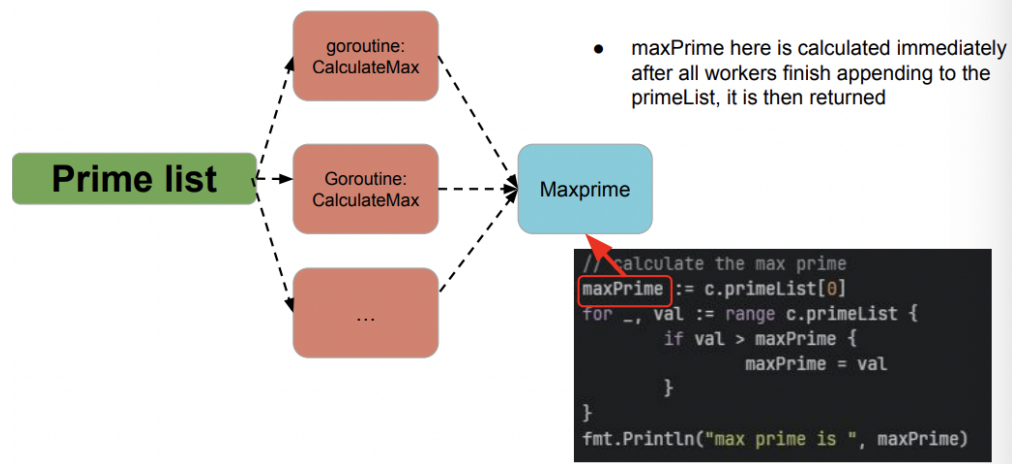 goroutine:
CalculateMax
Prime list
Goroutine:
CalculateMax
...
Maxprime
● maxPrime here is calculated immediately
after all workers finish appending to the
primeList, it is then returned
// calculate the max prime
maxPrime := c.primeList[0]
for _, val := range c.primeList {
if val > maxPrime {
maxPrime = val
}
}
fmt.Println("max prime is ", maxPrime)